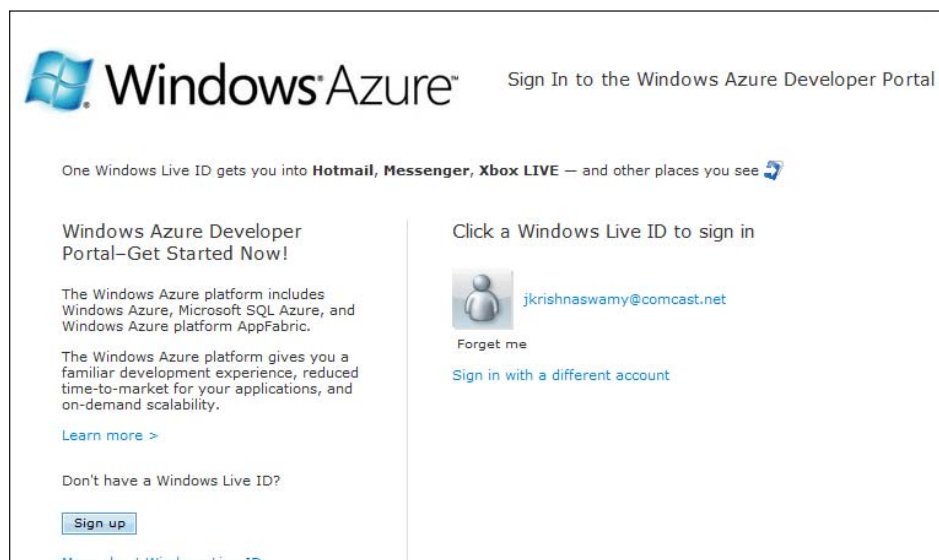 Windows Azure™
Sign In to the Windows Azure Developer Portal
One Windows Live ID gets you into Hotmail, Messenger, Xbox LIVE — and other places you see
Windows Azure Developer
Portal–Get Started Now!
The Windows Azure platform includes
Windows Azure, Microsoft SQL Azure, and
Windows Azure platform AppFabric.
The Windows Azure platform gives you a
familiar development experience, reduced
time-to-market for your applications, and
on-demand scalability.
Learn more >
Don't have a Windows Live ID?
Sign up
Click a Windows Live ID to sign in
jkrishnaswamy@comcast.net
Forget me
Sign in with a different account